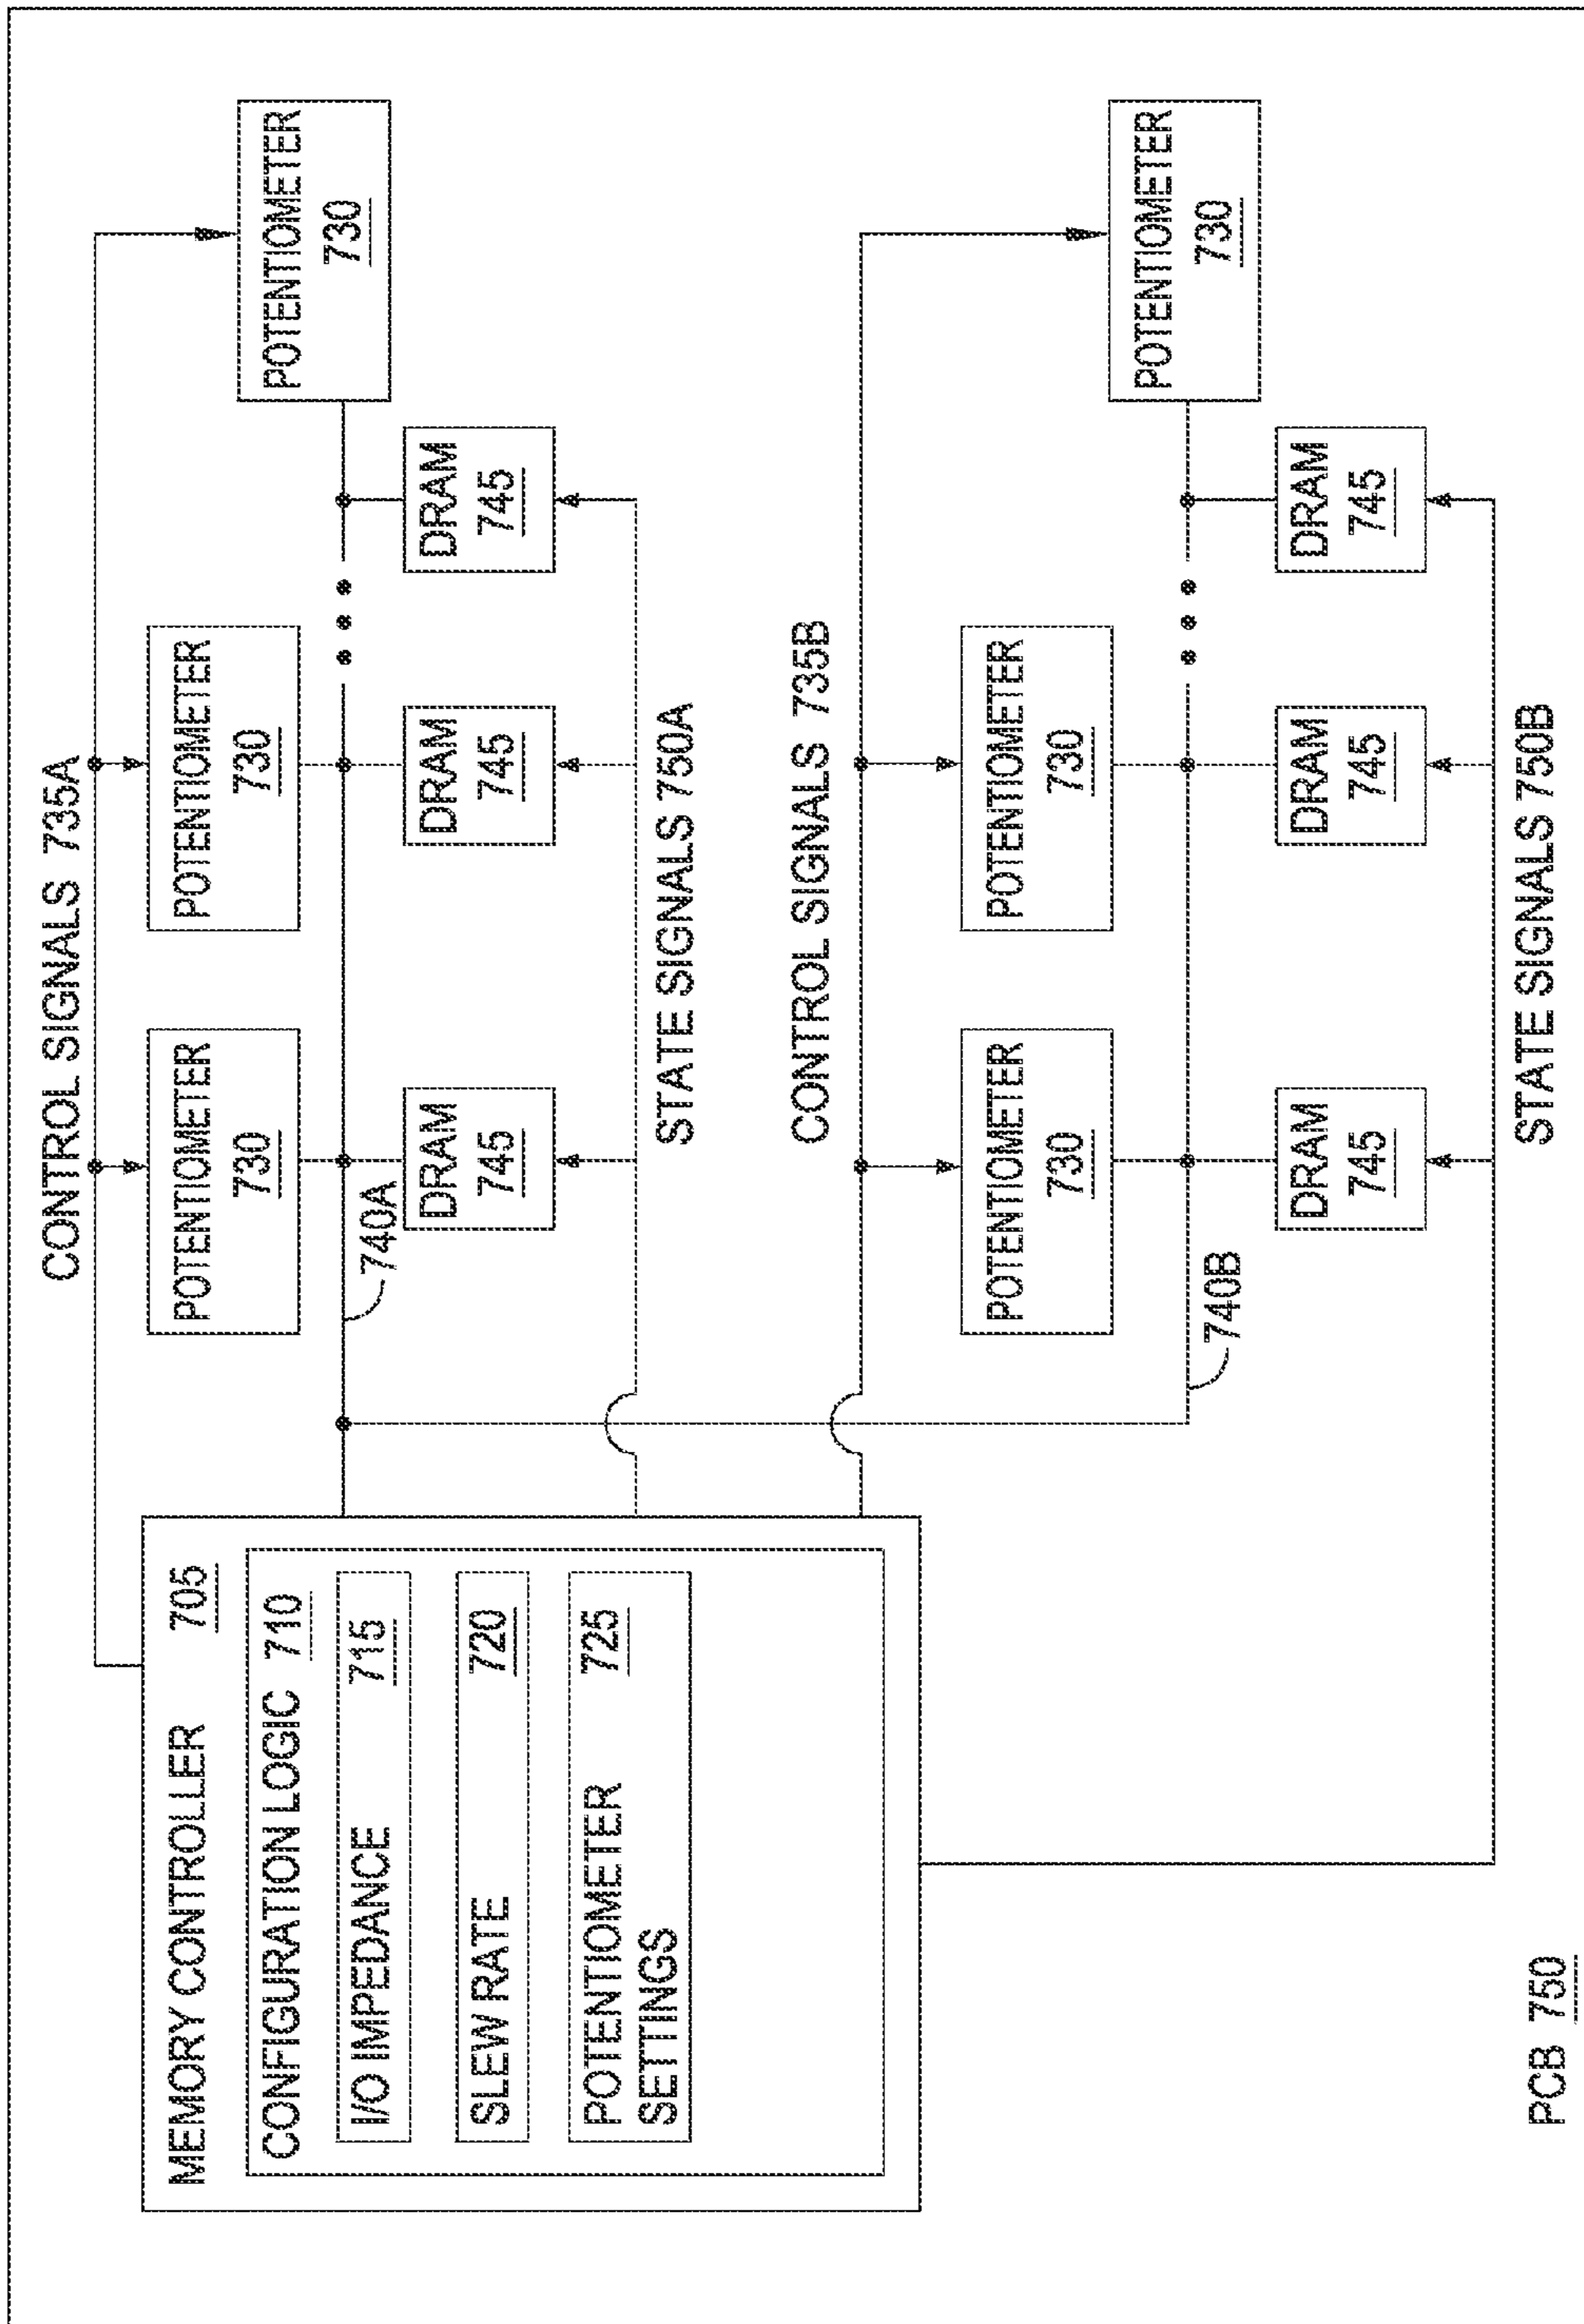 CONTROL SIGNALS 735A
MEMORY CONTROLLER 705
CONFIGURATION LOGIC 710
I/O IMPEDANCE 715
SLEW RATE 720
POTENTIOMETER 725
SETTINGS
POTENTIOMETER
730
POTENTIOMETER
730
POTENTIOMETER
730
740A
DRAM
745
DRAM
745
DRAM
745
STATE SIGNALS 750A
CONTROL SIGNALS 735B
POTENTIOMETER
730
POTENTIOMETER
730
POTENTIOMETER
730
740B
DRAM
745
DRAM
745
DRAM
745
STATE SIGNALS 750B
PCB 750